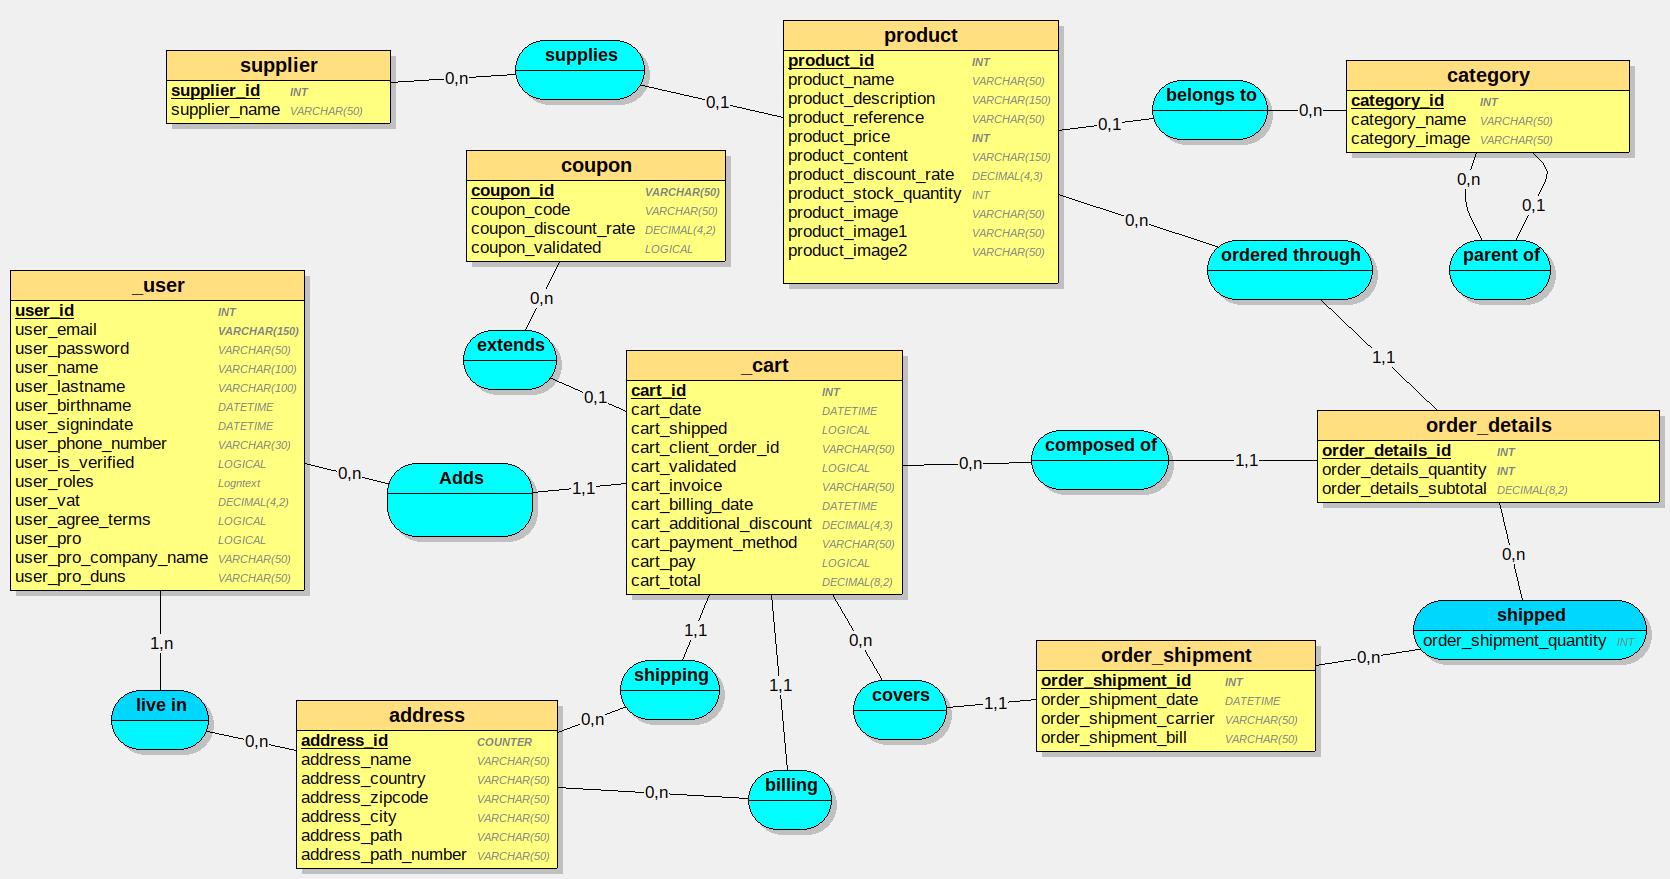 supplier
supplier_id INT
supplier_name VARCHAR(50)
0,n
supplies
0,1
product
product_id INT
product_name VARCHAR(50)
product_description VARCHAR(150)
product_reference VARCHAR(50)
product_price INT
product_content VARCHAR(150)
product_discount_rate DECIMAL(4,3)
product_stock_quantity INT
product_image VARCHAR(50)
product_image1 VARCHAR(50)
product_image2 VARCHAR(50)
0,1
belongs to
0,n
category
category_id INT
category_name VARCHAR(50)
category_image VARCHAR(50)
0,n
0,1
parent of
coupon
coupon_id VARCHAR(50)
coupon_code VARCHAR(50)
coupon_discount_rate DECIMAL(4,2)
coupon_validated LOGICAL
0,n
extends
0,1
0,n
ordered through
1,1
_user
user_id INT
user_email VARCHAR(150)
user_password VARCHAR(50)
user_name VARCHAR(100)
user_lastname VARCHAR(100)
user_birthname DATETIME
user_signindate DATETIME
user_phone_number VARCHAR(30)
user_is_verified LOGICAL
user_roles Logntext
user_vat DECIMAL(4,2)
user_agree_terms LOGICAL
user_pro LOGICAL
user_pro_company_name VARCHAR(50)
user_pro_duns VARCHAR(50)
0,n
Adds
1,1
_cart
cart_id INT
cart_date DATETIME
cart_shipped LOGICAL
cart_client_order_id VARCHAR(50)
cart_validated LOGICAL
cart_invoice VARCHAR(50)
cart_billing_date DATETIME
cart_additional_discount DECIMAL(4,3)
cart_payment_method VARCHAR(50)
cart_pay LOGICAL
cart_total DECIMAL(8,2)
0,n
composed of
1,1
order_details
order_details_id INT
order_details_quantity INT
order_details_subtotal DECIMAL(8,2)
0,n
shipped
order_shipment_quantity INT
0,n
order_shipment
order_shipment_id INT
order_shipment_date DATETIME
order_shipment_carrier VARCHAR(50)
order_shipment_bill VARCHAR(50)
1,1
covers
0,n
1,1
shipping
0,n
1,1
billing
0,n
1,n
live in
0,n
address
address_id COUNTER
address_name VARCHAR(50)
address_country VARCHAR(50)
address_zipcode VARCHAR(50)
address_city VARCHAR(50)
address_path VARCHAR(50)
address_path_number VARCHAR(50)